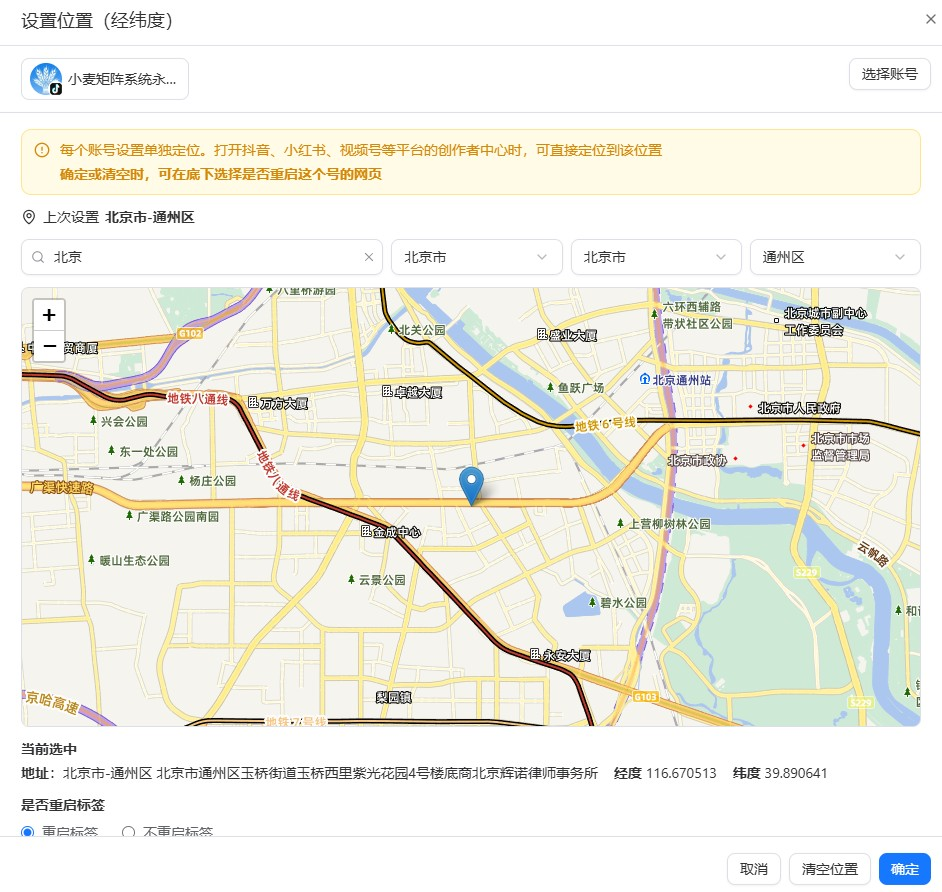 设置位置（经纬度）
小麦矩阵系统永...
选择账号
每个账号设置单独定位。打开抖音、小红书、视频号等平台的创作者中心时，可直接定位到该位置
确定或清空时，可在底下选择是否重启这个号的网页
上次设置 北京市-通州区
北京
北京市
北京市
通州区
+
−
八里桥游园
G102
贸商厦
北关公园
盛业大厦
六环西辅路
带状社区公园
北京城市副中心
工作委员会
地铁八通线
万方大厦
卓越大厦
鱼跃广场
北京通州站
兴会公园
地铁6号线
北京市人民政府
东一处公园
北京市市场
监督管理局
地铁八通线
北京市政协
杨庄公园
广渠快速路
广渠路公园南园
金成中心
上营柳树林公园
暖山生态公园
云景公园
云帆路
S229
碧水公园
永安大厦
京哈高速
梨园镇
G103
S229
地铁7号线
当前选中
地址：北京市-通州区 北京市通州区玉桥街道玉桥西里紫光花园4号楼底商北京辉诺律师事务所 经度 116.670513 纬度 39.890641
是否重启标签
重启标签
不重启标签
取消
清空位置
确定